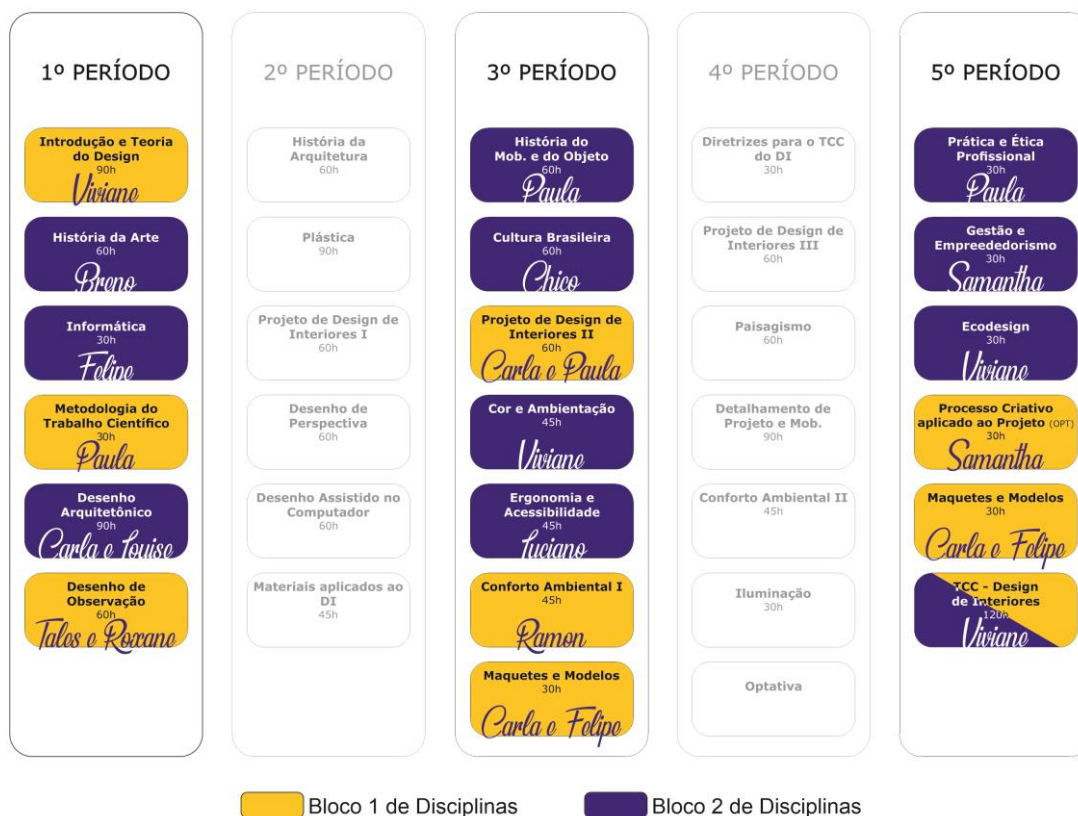 1º PERÍODO
Introdução e Teoria
do Design
90h
Viviane
História da Arte
60h
Breno
Informática
30h
Felipe
Metodologia do
Trabalho Científico
30h
Paula
Desenho
Arquitetônico
90h
Carla e Louise
Desenho de
Observação
60h
Tales e Roxane
2º PERÍODO
História da
Arquitetura
60h
Plástica
90h
Projeto de Design de
Interiores I
60h
Desenho de
Perspectiva
60h
Desenho Assistido no
Computador
60h
Materiais aplicados ao
DI
45h
3º PERÍODO
História do
Mob. e do Objeto
60h
Paula
Cultura Brasileira
60h
Chico
Projeto de Design de
Interiores II
60h
Carla e Paula
Cor e Ambientação
45h
Viviane
Ergonomia e
Acessibilidade
45h
Luciano
Conforto Ambiental I
45h
Ramon
Maquetes e Modelos
30h
Carla e Felipe
4º PERÍODO
Diretrizes para o TCC
do DI
30h
Projeto de Design de
Interiores III
60h
Paisagismo
60h
Detalhamento de
Projeto e Mob.
90h
Conforto Ambiental II
45h
Iluminação
30h
Optativa
5º PERÍODO
Prática e Ética
Profissional
30h
Paula
Gestão e
Empreededorismo
30h
Samantha
Ecodesign
30h
Viviane
Processo Criativo
aplicado ao Projeto (OPT)
30h
Samantha
Maquetes e Modelos
30h
Carla e Felipe
TCC - Design
de Interiores
120h
Viviane
Bloco 1 de Disciplinas
Bloco 2 de Disciplinas